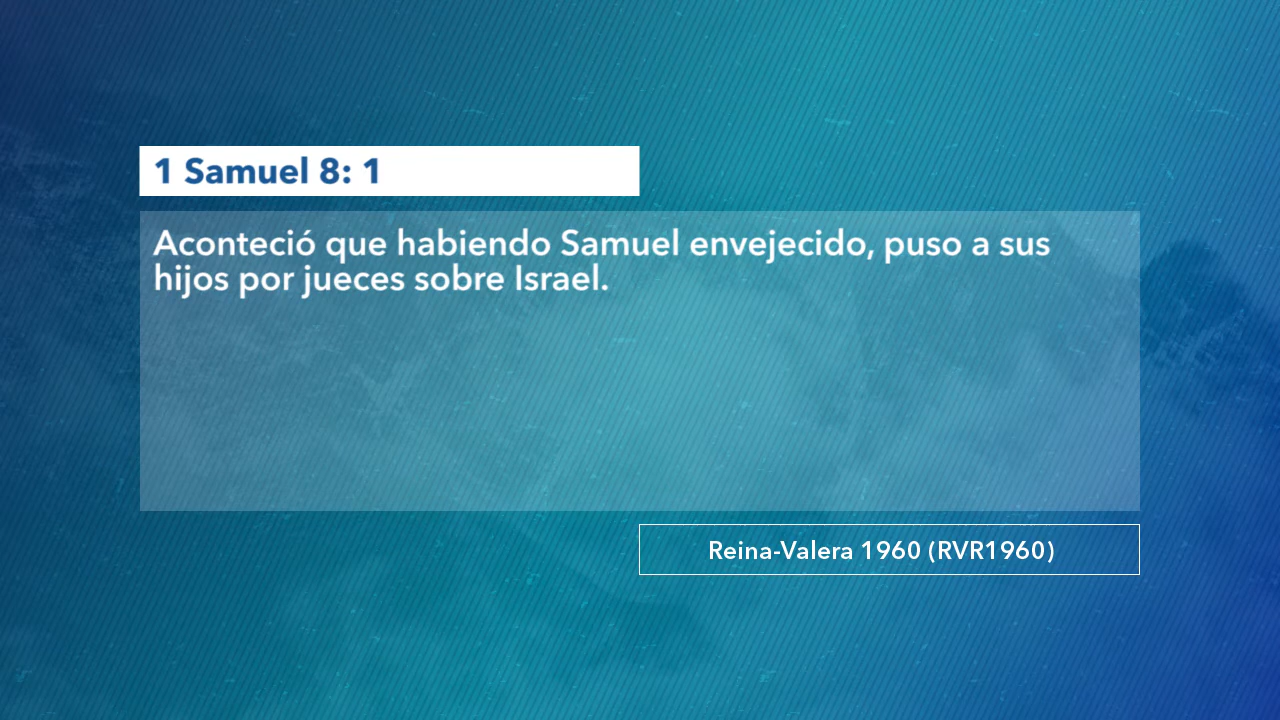 1 Samuel 8: 1
Aconteció que habiendo Samuel envejecido, puso a sus
hijos por jueces sobre Israel.
Reina-Valera 1960 (RVR1960)